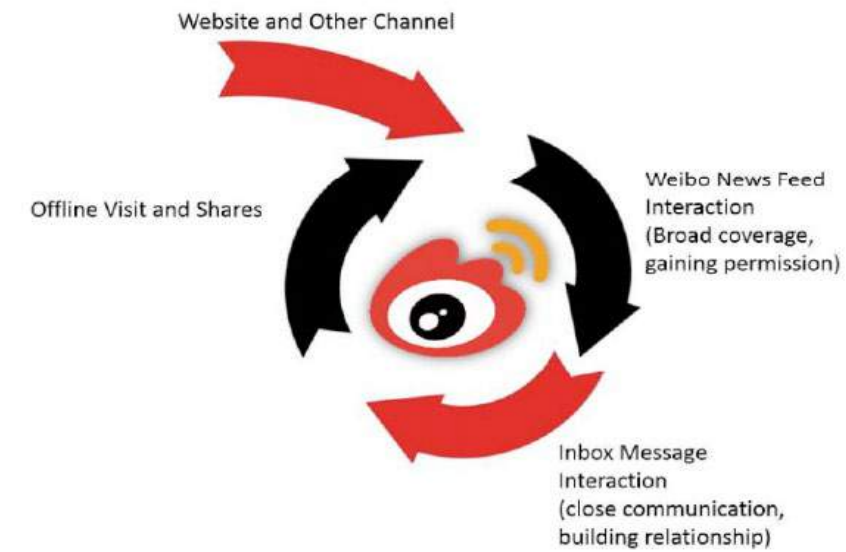 Website and Other Channel
Offline Visit and Shares
Weibo News Feed
Interaction
(Broad coverage,
gaining permission)
Inbox Message
Interaction
(close communication,
building relationship)